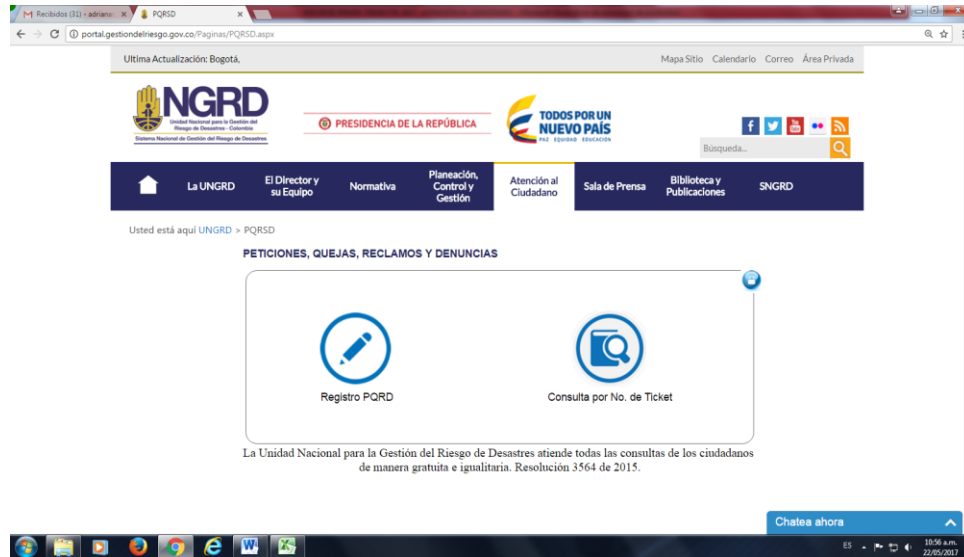 Recibidos (31) - adriana
PQRSD
portal.gestiondelriesgo.gov.co/Paginas/PQRSD.aspx
Ultima Actualización: Bogotá,
Mapa Sitio Calendario Correo Área Privada
NGRD
Unidad Nacional para la Gestión del
Riesgo de Desastres - Colombia
Sistema Nacional de Gestión del Riesgo de Desastres
PRESIDENCIA DE LA REPÚBLICA
TODOS POR UN
NUEVO PAÍS
PAZ EQUIDAD EDUCACIÓN
You
Búsqueda...
La UNGRD
El Director y
su Equipo
Normativa
Planeación,
Control y
Gestión
Atención al
Ciudadano
Sala de Prensa
Biblioteca y
Publicaciones
SNGRD
Usted está aquí UNGRD > PQRSD
PETICIONES, QUEJAS, RECLAMOS Y DENUNCIAS
Registro PQRD
Consulta por No. de Ticket
La Unidad Nacional para la Gestión del Riesgo de Desastres atiende todas las consultas de los ciudadanos
de manera gratuita e igualitaria. Resolución 3564 de 2015.
Chatea ahora
ES
10:56 a.m.
22/05/2017